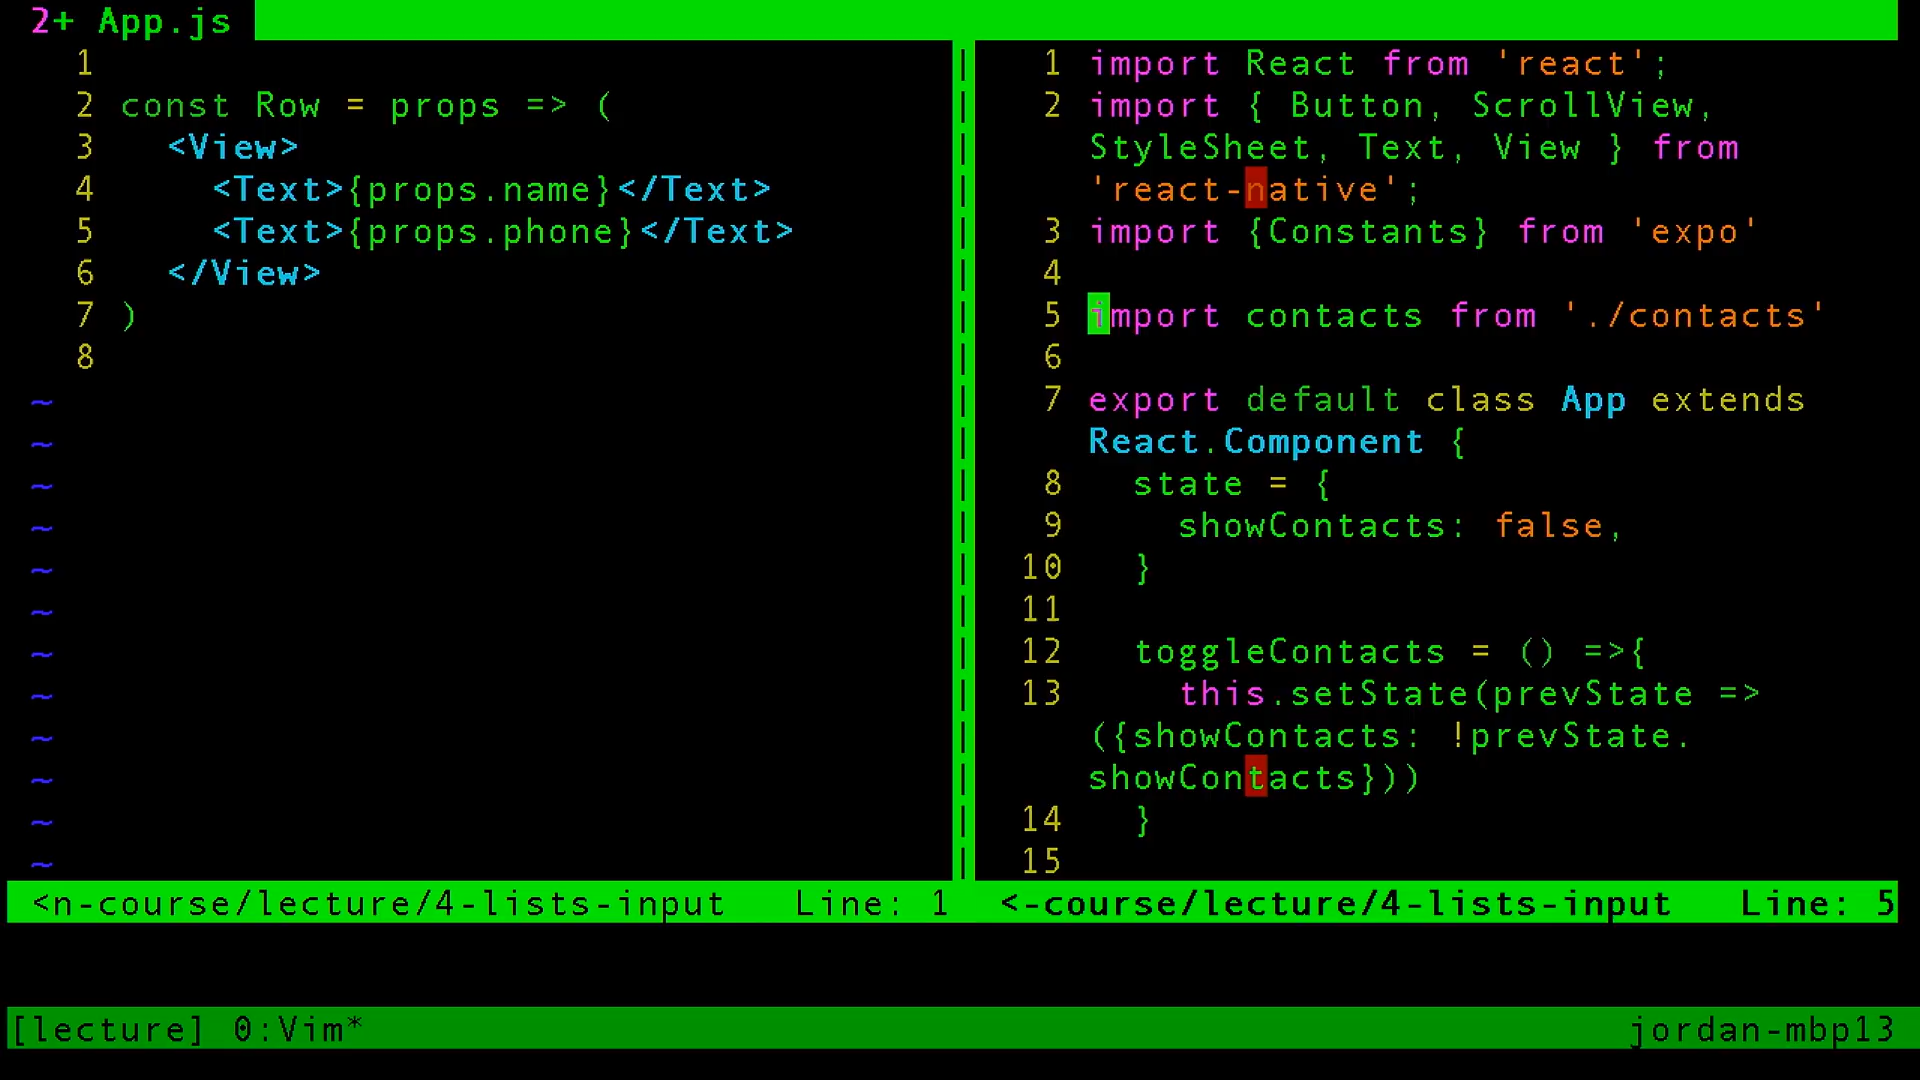 2+ App.js
1
2 const Row = props => (
3   <View>
4     <Text>{props.name}</Text>
5     <Text>{props.phone}</Text>
6   </View>
7 )
8
~
~
~
~
~
~
~
~
~
~
~
~
<n-course/lecture/4-lists-input   Line: 1
1 import React from 'react';
2 import { Button, ScrollView,
StyleSheet, Text, View } from
'react-native';
3 import {Constants} from 'expo'
4
5 import contacts from './contacts'
6
7 export default class App extends
React.Component {
8   state = {
9     showContacts: false,
10   }
11
12   toggleContacts = () =>{
13     this.setState(prevState =>
({showContacts: !prevState.
showContacts}))
14   }
15
<-course/lecture/4-lists-input   Line: 5
[lecture] 0:Vim*
jordan-mbp13